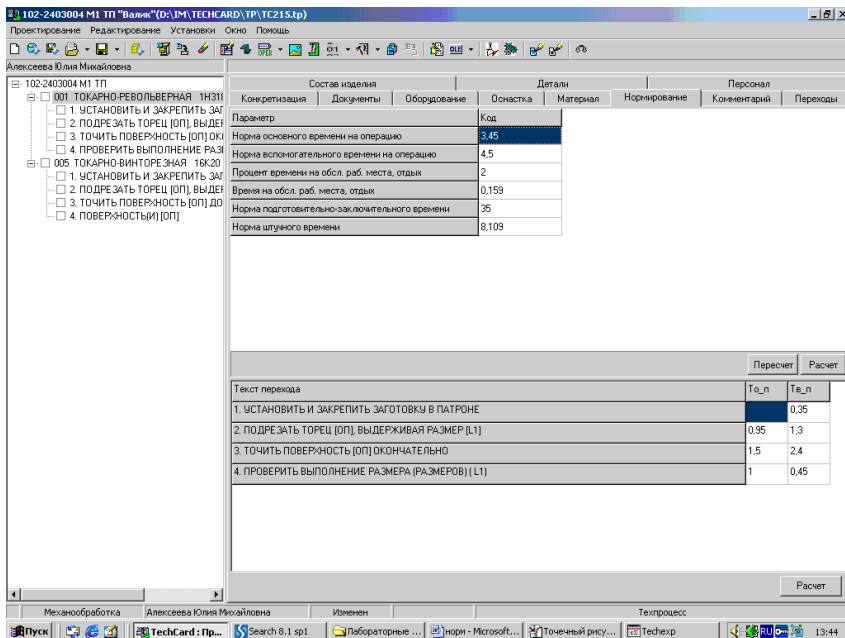 102-2403004 М1 ТП "Валик"(D:\IM\TECHCARD\TP\TC215.tp)
Проектирование Редактирование Установки Окно Помощь
Алексеева Юлия Михайловна
102-2403004 М1 ТП
001 ТОКАРНО-РЕВОЛЬВЕРНАЯ 1Н318
1. УСТАНОВИТЬ И ЗАКРЕПИТЬ ЗАГ
2. ПОДРЕЗАТЬ ТОРЕЦ [ОП], ВЫДЕР
3. ТОЧИТЬ ПОВЕРХНОСТЬ [ОП] ОКО
4. ПРОВЕРИТЬ ВЫПОЛНЕНИЕ РАЗМ
005 ТОКАРНО-ВИНТОРЕЗНАЯ 16К20
1. УСТАНОВИТЬ И ЗАКРЕПИТЬ ЗАГ
2. ПОДРЕЗАТЬ ТОРЕЦ [ОП], ВЫДЕР
3. ТОЧИТЬ ПОВЕРХНОСТЬ [ОП] ДО
4. ПОВЕРХНОСТЬ(И) [ОП]
Состав изделия Детали Персонал
Конкретизация Документы Оборудование Оснастка Материал Нормирование Комментарий Переходы
Параметр Код
Норма основного времени на операцию 3,45
Норма вспомогательного времени на операцию 4,5
Процент времени на обсл. раб. места, отдых 2
Время на обсл. раб. места, отдых 0,159
Норма подготовительно-заключительного времени 35
Норма штучного времени 8,109
Пересчет Расчет
Текст перехода То_п Тв_п
1. УСТАНОВИТЬ И ЗАКРЕПИТЬ ЗАГОТОВКУ В ПАТРОНЕ 0,35
2. ПОДРЕЗАТЬ ТОРЕЦ [ОП], ВЫДЕРЖИВАЯ РАЗМЕР [L1] 0,95 1,3
3. ТОЧИТЬ ПОВЕРХНОСТЬ [ОП] ОКОНЧАТЕЛЬНО 1,5 2,4
4. ПРОВЕРИТЬ ВЫПОЛНЕНИЕ РАЗМЕРА (РАЗМЕРОВ) ( L1) 1 0,45
Расчет
Механообработка Алексеева Юлия Михайловна Изменен Техпроцесс
Пуск TechCard : Пр... Search 8.1 sp1 Лабораторные ... норм - Microsoft... Точечный рису... Techexp RU 13:44